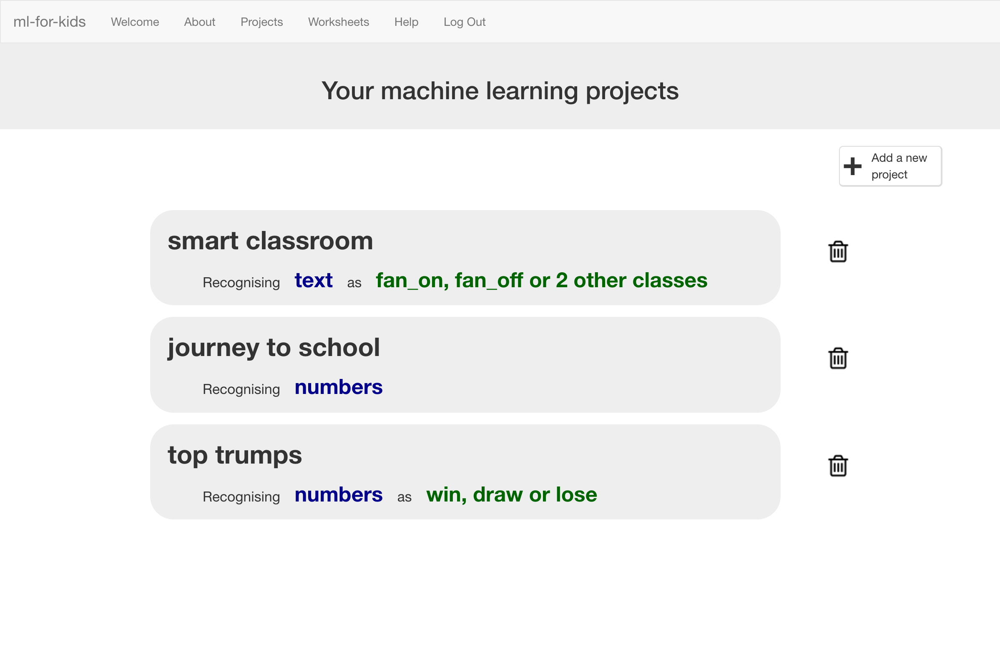 ml-for-kids Welcome About Projects Worksheets Help Log Out
Your machine learning projects
Add a new
project
smart classroom
Recognising text as fan_on, fan_off or 2 other classes
journey to school
Recognising numbers
top trumps
Recognising numbers as win, draw or lose